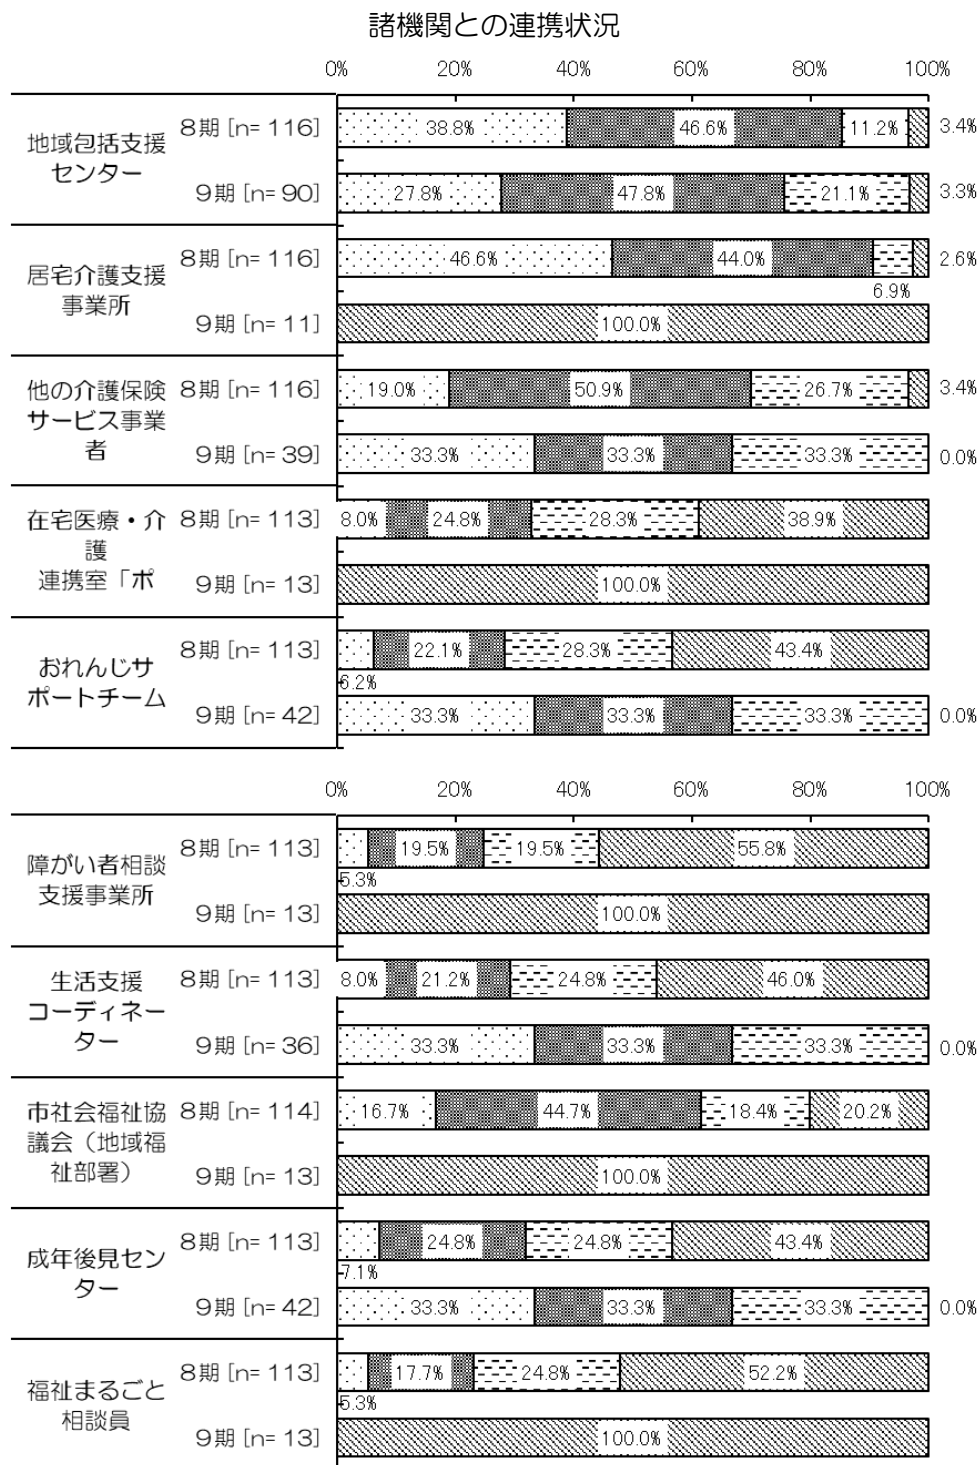 諸機関との連携状況
0% 20% 40% 60% 80% 100%
地域包括支援
センター
8期 [n= 116] 38.8% 46.6% 11.2% 3.4%
9期 [n= 90] 27.8% 47.8% 21.1% 3.3%
居宅介護支援
事業所
8期 [n= 116] 46.6% 44.0% 2.6%
6.9%
9期 [n= 11] 100.0%
他の介護保険
サービス事業
者
8期 [n= 116] 19.0% 50.9% 26.7% 3.4%
9期 [n= 39] 33.3% 33.3% 33.3% 0.0%
在宅医療・介
護
連携室「ポ
8期 [n= 113] 8.0% 24.8% 28.3% 38.9%
9期 [n= 13] 100.0%
おれんじサ
ポートチーム
8期 [n= 113] 22.1% 28.3% 43.4%
6.2%
9期 [n= 42] 33.3% 33.3% 33.3% 0.0%
0% 20% 40% 60% 80% 100%
障がい者相談
支援事業所
8期 [n= 113] 19.5% 19.5% 55.8%
5.3%
9期 [n= 13] 100.0%
生活支援
コーディネー
ター
8期 [n= 113] 8.0% 21.2% 24.8% 46.0%
9期 [n= 36] 33.3% 33.3% 33.3% 0.0%
市社会福祉協
議会（地域福
祉部署）
8期 [n= 114] 16.7% 44.7% 18.4% 20.2%
9期 [n= 13] 100.0%
成年後見セン
ター
8期 [n= 113] 24.8% 24.8% 43.4%
7.1%
9期 [n= 42] 33.3% 33.3% 33.3% 0.0%
福祉まるごと
相談員
8期 [n= 113] 17.7% 24.8% 52.2%
5.3%
9期 [n= 13] 100.0%